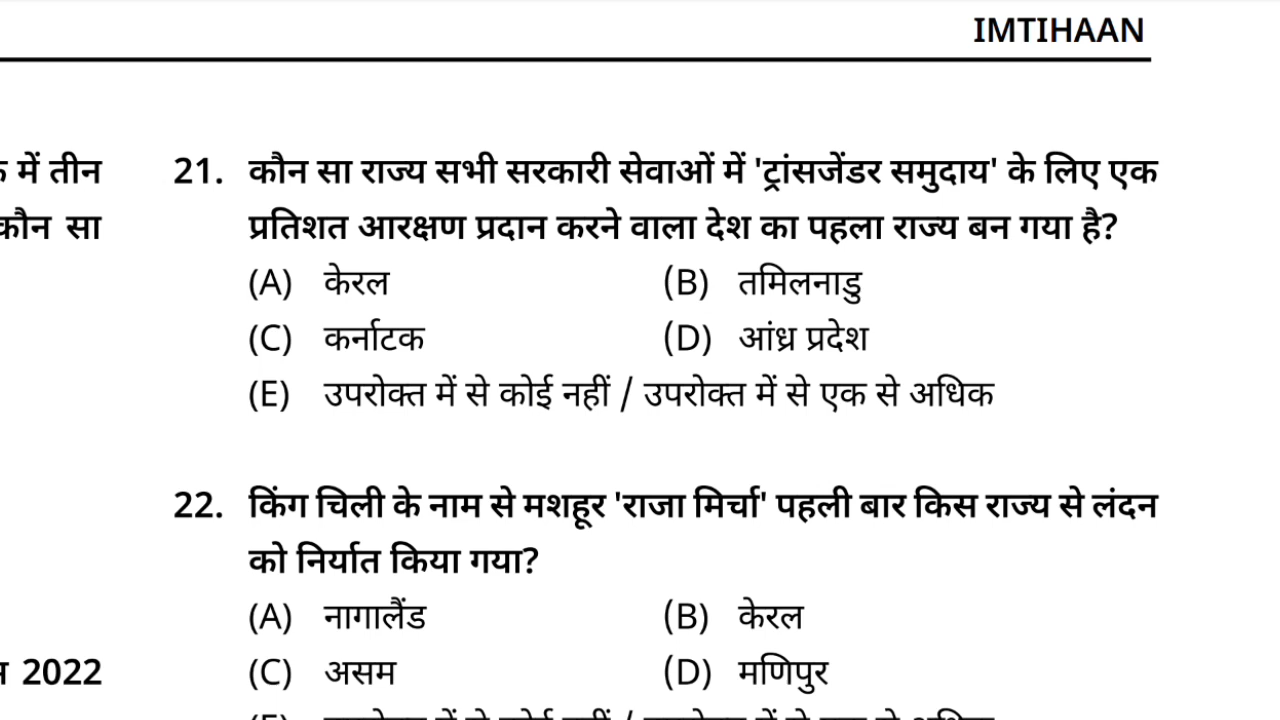 IMTIHAAN
में तीन
कौन सा
21. कौन सा राज्य सभी सरकारी सेवाओं में 'ट्रांसजेंडर समुदाय' के लिए एक
प्रतिशत आरक्षण प्रदान करने वाला देश का पहला राज्य बन गया है?
(A) केरल (B) तमिलनाडु
(C) कर्नाटक (D) आंध्र प्रदेश
(E) उपरोक्त में से कोई नहीं / उपरोक्त में से एक से अधिक
22. किंग चिली के नाम से मशहूर 'राजा मिर्चा' पहली बार किस राज्य से लंदन
को निर्यात किया गया?
(A) नागालैंड (B) केरल
2022
(C) असम (D) मणिपुर